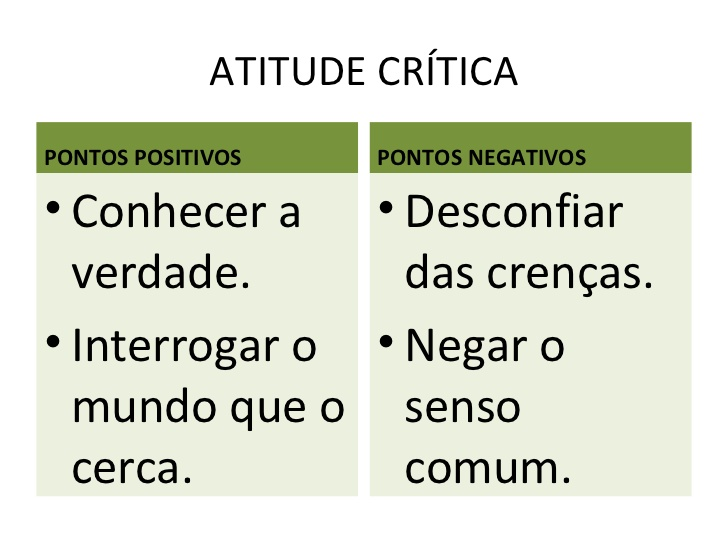 ATITUDE CRÍTICA
PONTOS POSITIVOS
• Conhecer a
verdade.
• Interrogar o
mundo que o
cerca.
PONTOS NEGATIVOS
• Desconfiar
das crenças.
• Negar o
senso
comum.